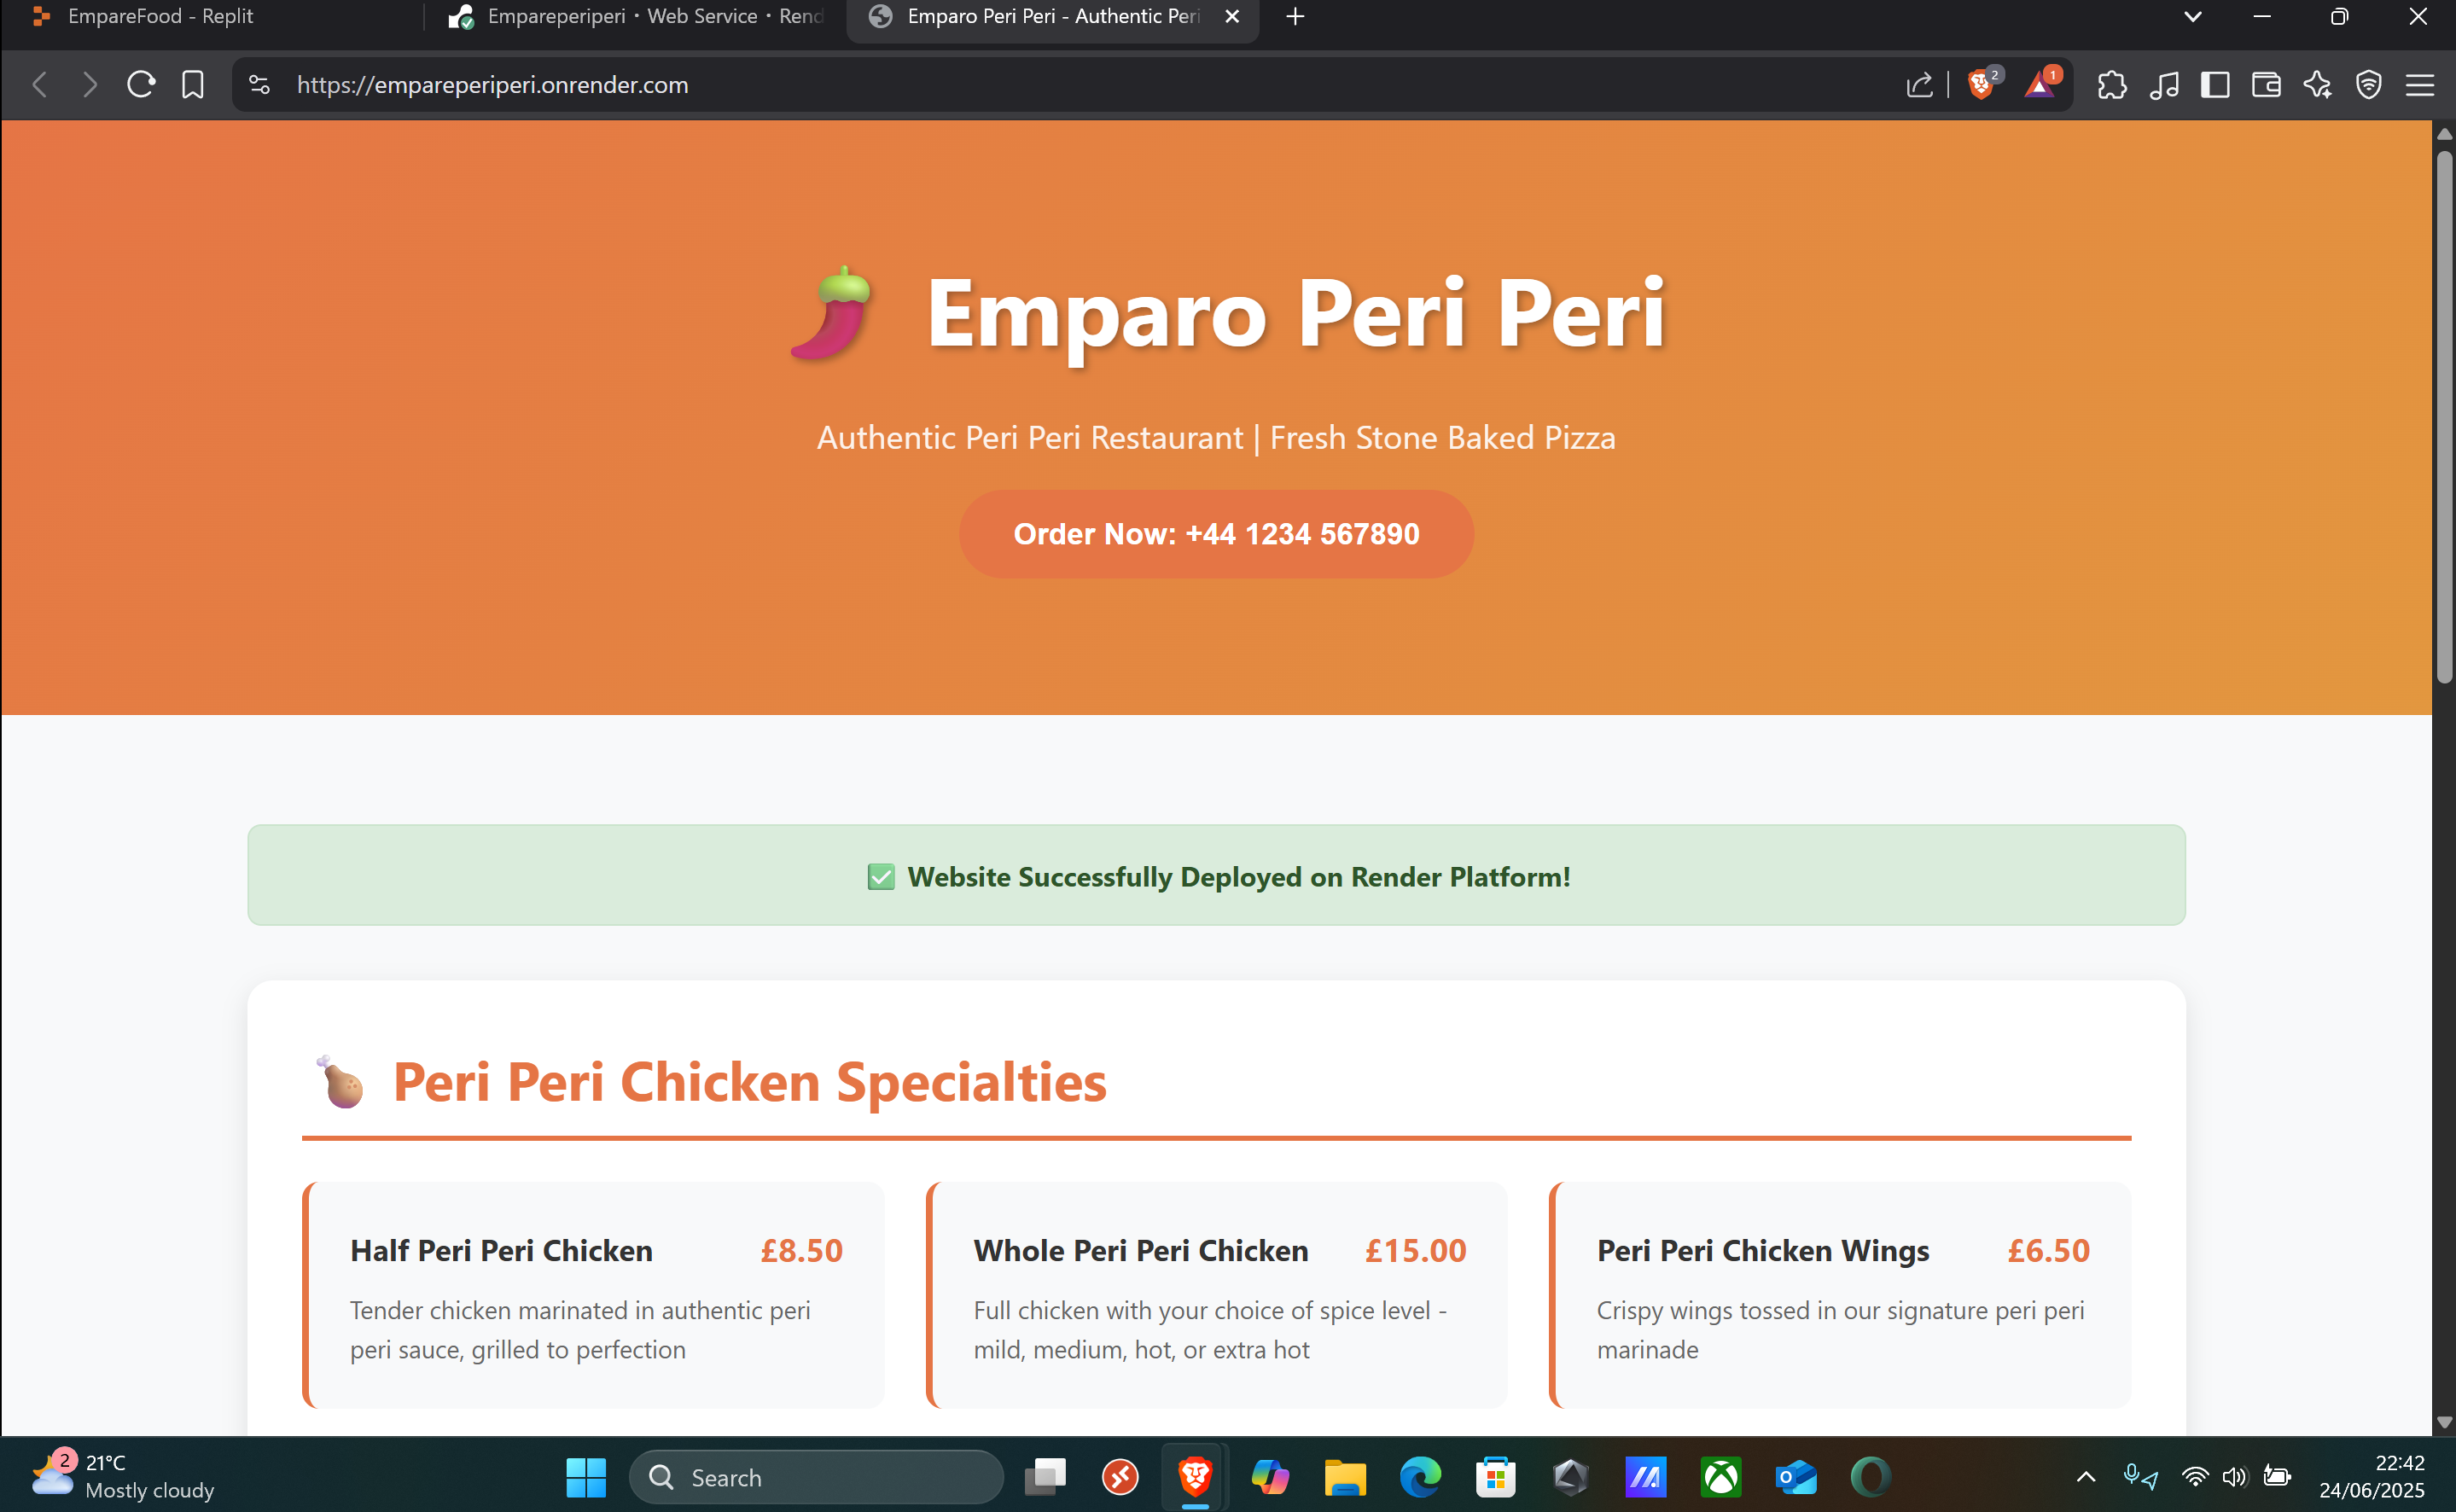 EmpareFood - Replit
Empareperiperi · Web Service · Rend
Emparo Peri Peri - Authentic Peri
https://empareperiperi.onrender.com
2
1
Emparo Peri Peri
Authentic Peri Peri Restaurant | Fresh Stone Baked Pizza
Order Now: +44 1234 567890
Website Successfully Deployed on Render Platform!
Peri Peri Chicken Specialties
Half Peri Peri Chicken £8.50
Tender chicken marinated in authentic peri
peri sauce, grilled to perfection
Whole Peri Peri Chicken £15.00
Full chicken with your choice of spice level -
mild, medium, hot, or extra hot
Peri Peri Chicken Wings £6.50
Crispy wings tossed in our signature peri peri
marinade
2
21°C
Mostly cloudy
Search
22:42
24/06/2025